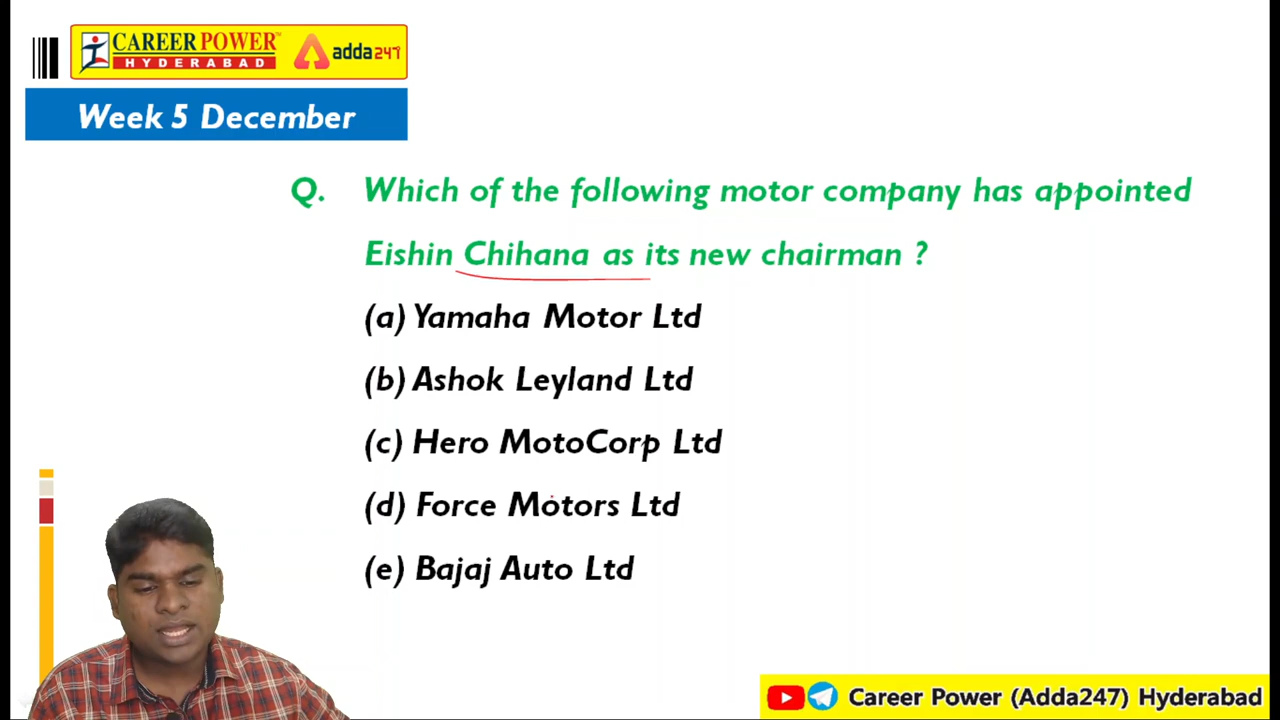 CAREER POWER™
HYDERABAD
adda247
Week 5 December
Q. Which of the following motor company has appointed
Eishin Chihana as its new chairman ?
(a) Yamaha Motor Ltd
(b) Ashok Leyland Ltd
(c) Hero MotoCorp Ltd
(d) Force Motors Ltd
(e) Bajaj Auto Ltd
Career Power (Adda247) Hyderabad